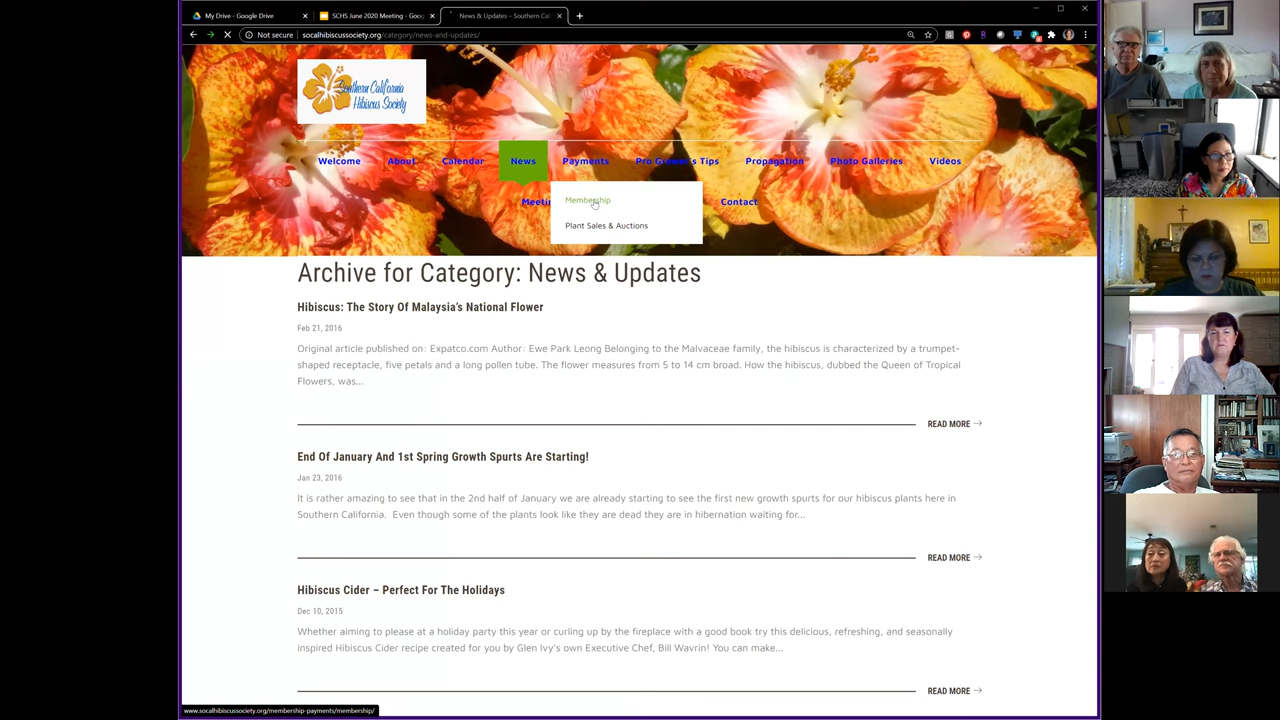 My Drive - Google Drive
SCHS June 2020 Meeting - Goog
News & Updates – Southern Cal
Not secure
socalhibiscussociety.org/category/news-and-updates/
Southern California
Hibiscus Society
Welcome
About
Calendar
News
Payments
Pro Grower's Tips
Propagation
Photo Galleries
Videos
Meetin
Contact
Membership
Plant Sales & Auctions
Archive for Category: News & Updates
Hibiscus: The Story Of Malaysia's National Flower
Feb 21, 2016
Original article published on: Expatco.com Author: Ewe Park Leong Belonging to the Malvaceae family, the hibiscus is characterized by a trumpet-
shaped receptacle, five petals and a long pollen tube. The flower measures from 5 to 14 cm broad. How the hibiscus, dubbed the Queen of Tropical
Flowers, was...
READ MORE
End Of January And 1st Spring Growth Spurts Are Starting!
Jan 23, 2016
It is rather amazing to see that in the 2nd half of January we are already starting to see the first new growth spurts for our hibiscus plants here in
Southern California.  Even though some of the plants look like they are dead they are in hibernation waiting for...
READ MORE
Hibiscus Cider – Perfect For The Holidays
Dec 10, 2015
Whether aiming to please at a holiday party this year or curling up by the fireplace with a good book try this delicious, refreshing, and seasonally
inspired Hibiscus Cider recipe created for you by Glen Ivy's own Executive Chef, Bill Wavrin! You can make...
READ MORE
www.socalhibiscussociety.org/membership-payments/membership/